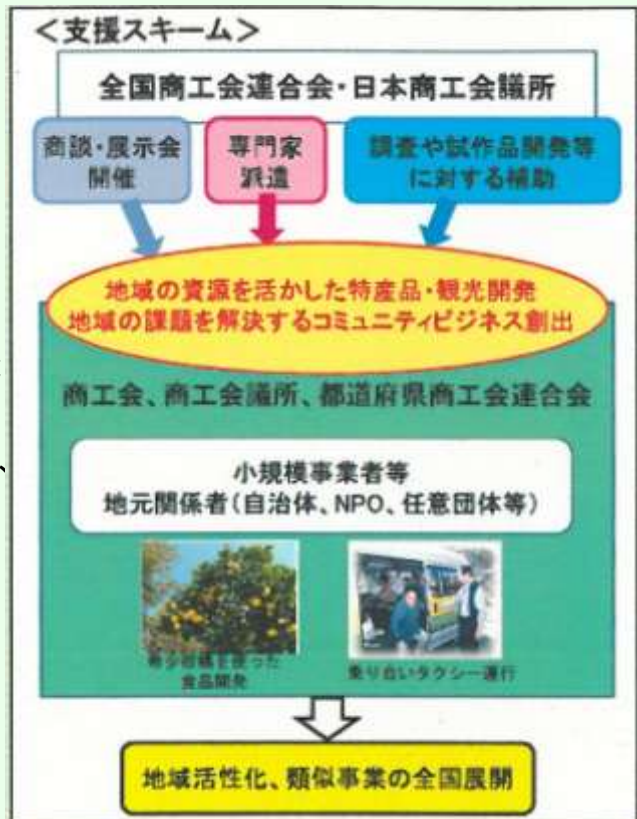 ＜支援スキーム＞
全国商工会連合会・日本商工会議所
商談・展示会
開催
専門家
派遣
調査や試作品開発等
に対する補助
地域の資源を活かした特産品・観光開発
地域の課題を解決するコミュニティビジネス創出
商工会、商工会議所、都道府県商工会連合会
小規模事業者等
地元関係者（自治体、NPO、任意団体等）
希少柑橘を使った
食品開発
乗り合いタクシー運行
地域活性化、類似事業の全国展開